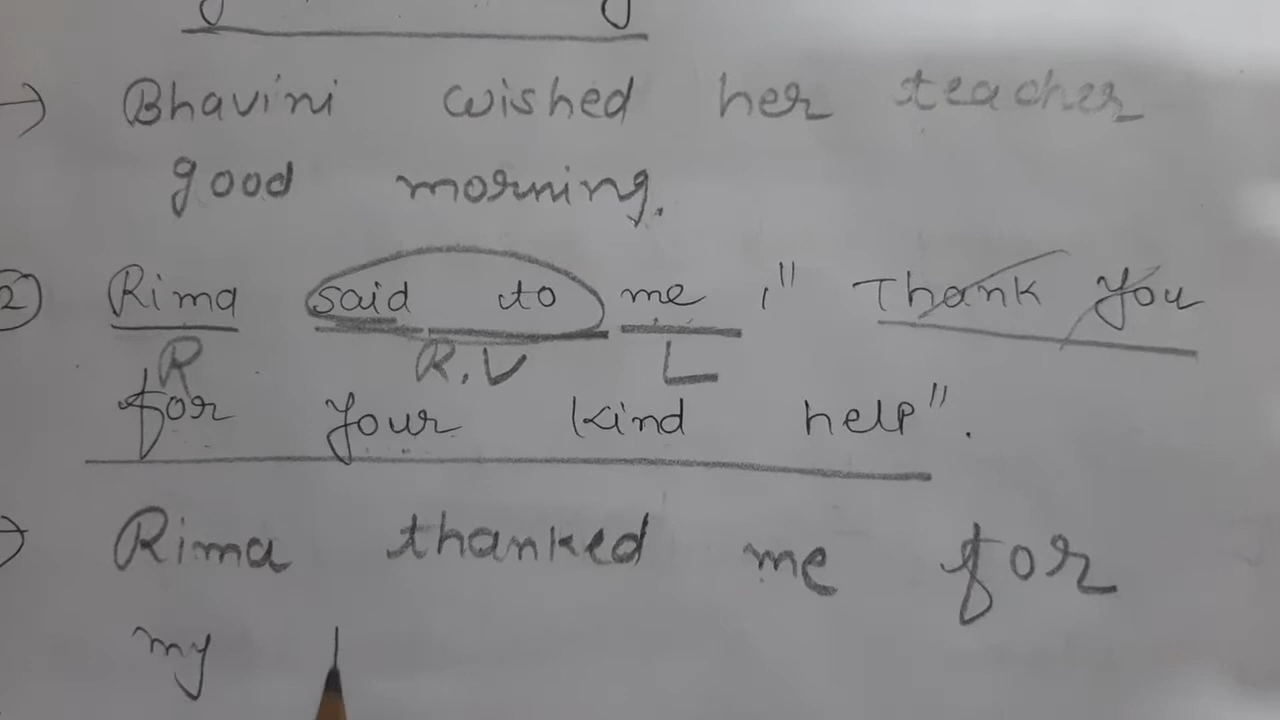 → Bhavini wished her teacher
good morning.
② Rima said to me ," Thank you
R R.V L
for your kind help".
→ Rima thanked me for
my